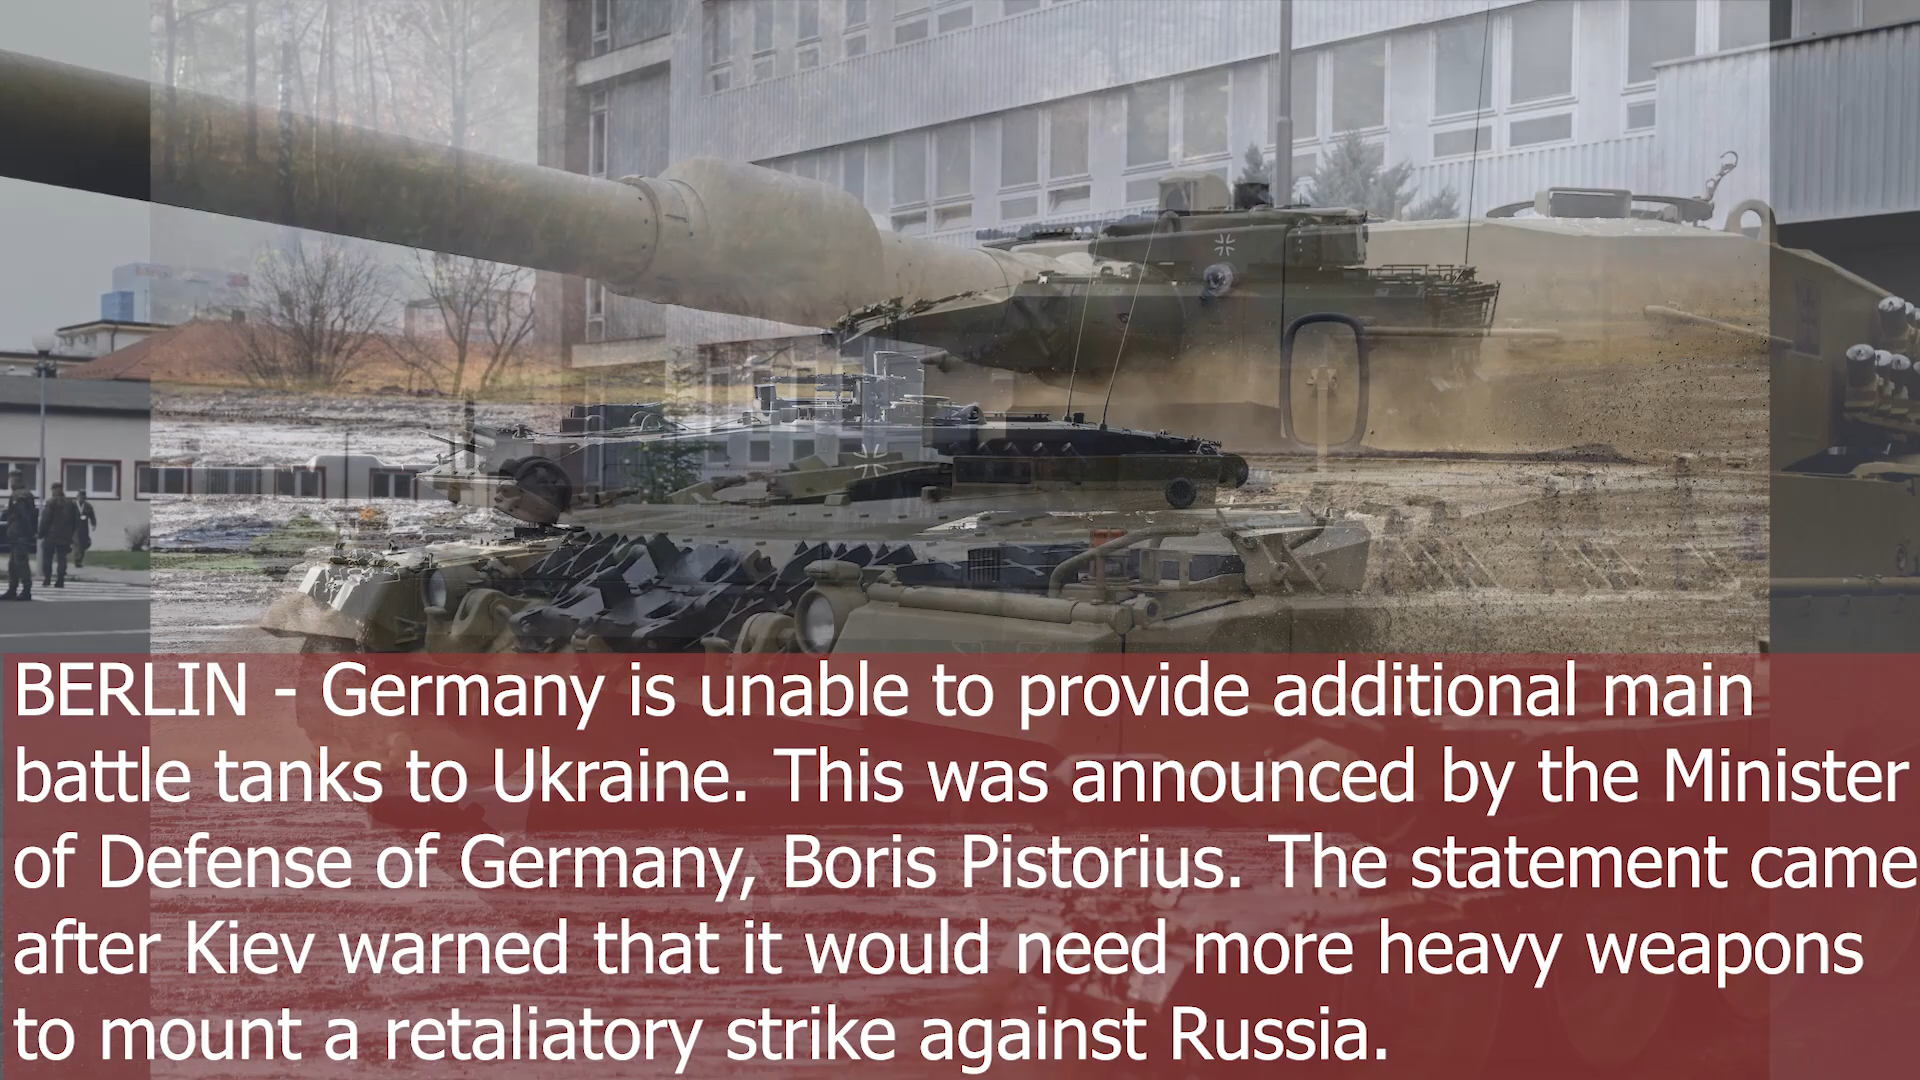 BERLIN - Germany is unable to provide additional main
battle tanks to Ukraine. This was announced by the Minister
of Defense of Germany, Boris Pistorius. The statement came
after Kiev warned that it would need more heavy weapons
to mount a retaliatory strike against Russia.